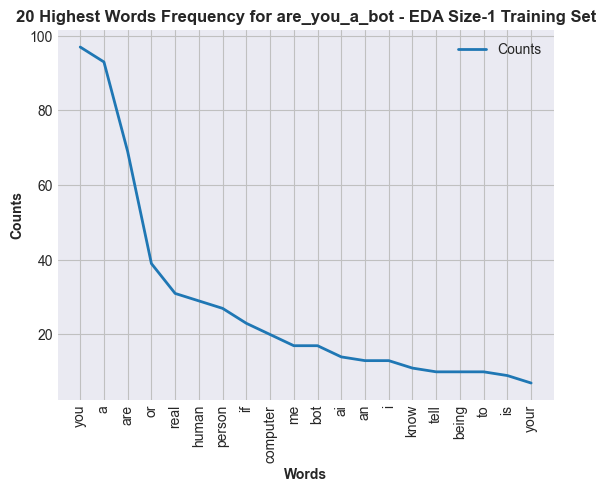 20 Highest Words Frequency for are_you_a_bot - EDA Size-1 Training Set
Counts
100
80
60
40
20
Counts
you
a
are
or
real
human
person
if
computer
me
bot
ai
an
i
know
tell
being
to
is
your
Words